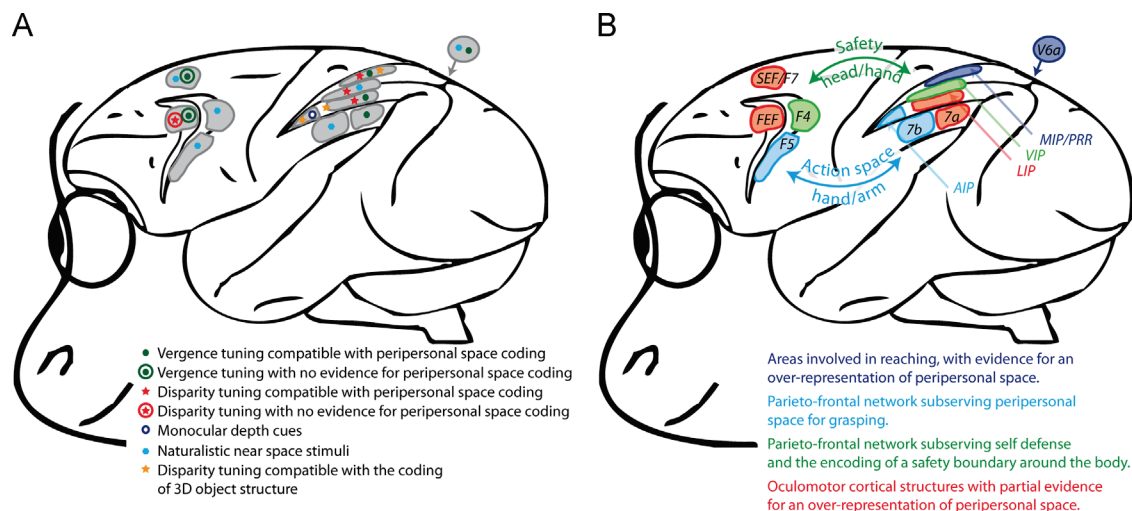 A
Vergence tuning compatible with peripersonal space coding
Vergence tuning with no evidence for peripersonal space coding
Disparity tuning compatible with peripersonal space coding
Disparity tuning with no evidence for peripersonal space coding
Monocular depth cues
Naturalistic near space stimuli
Disparity tuning compatible with the coding
of 3D object structure
B
Safety
head/hand
V6a
SEF/F7
FEF
F4
F5
7b
7a
MIP/PRR
VIP
LIP
AIP
Action space
hand/arm
Areas involved in reaching, with evidence for an
over-representation of peripersonal space.
Parieto-frontal network subserving peripersonal
space for grasping.
Parieto-frontal network subserving self defense
and the encoding of a safety boundary around the body.
Oculomotor cortical structures with partial evidence
for an over-representation of peripersonal space.